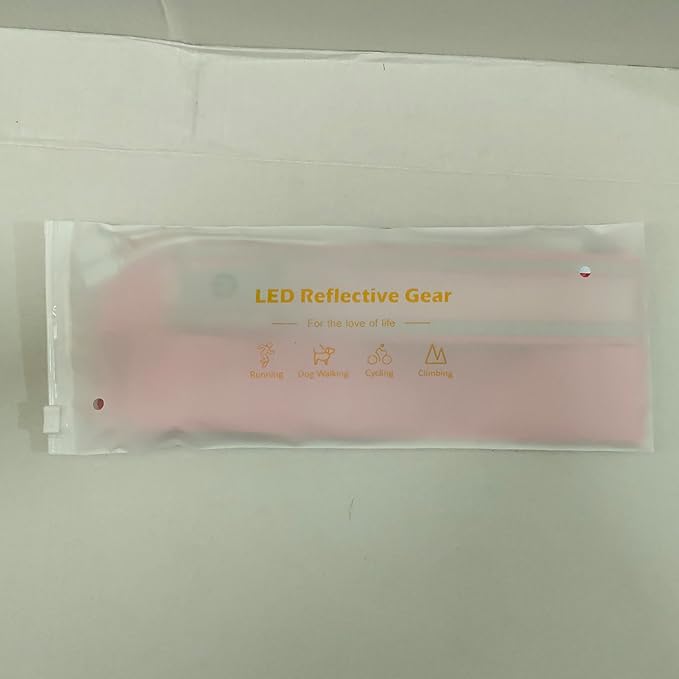 LED Reflective Gear
For the love of life
Running Dog Walking Cycling Climbing